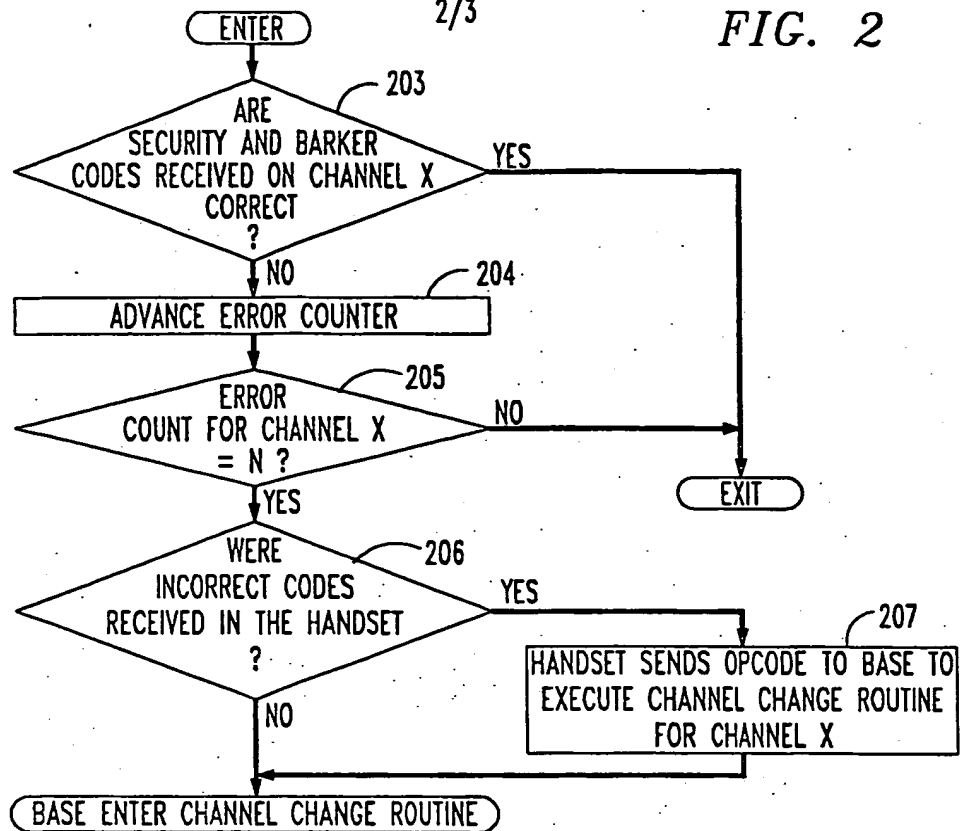 2/3
FIG. 2
ENTER
203
ARE
SECURITY AND BARKER
CODES RECEIVED ON CHANNEL X
CORRECT
?
YES
NO
204
ADVANCE ERROR COUNTER
205
ERROR
COUNT FOR CHANNEL X
= N ?
NO
EXIT
YES
206
WERE
INCORRECT CODES
RECEIVED IN THE HANDSET
?
YES
207
HANDSET SENDS OPCODE TO BASE TO
EXECUTE CHANNEL CHANGE ROUTINE
FOR CHANNEL X
NO
BASE ENTER CHANNEL CHANGE ROUTINE